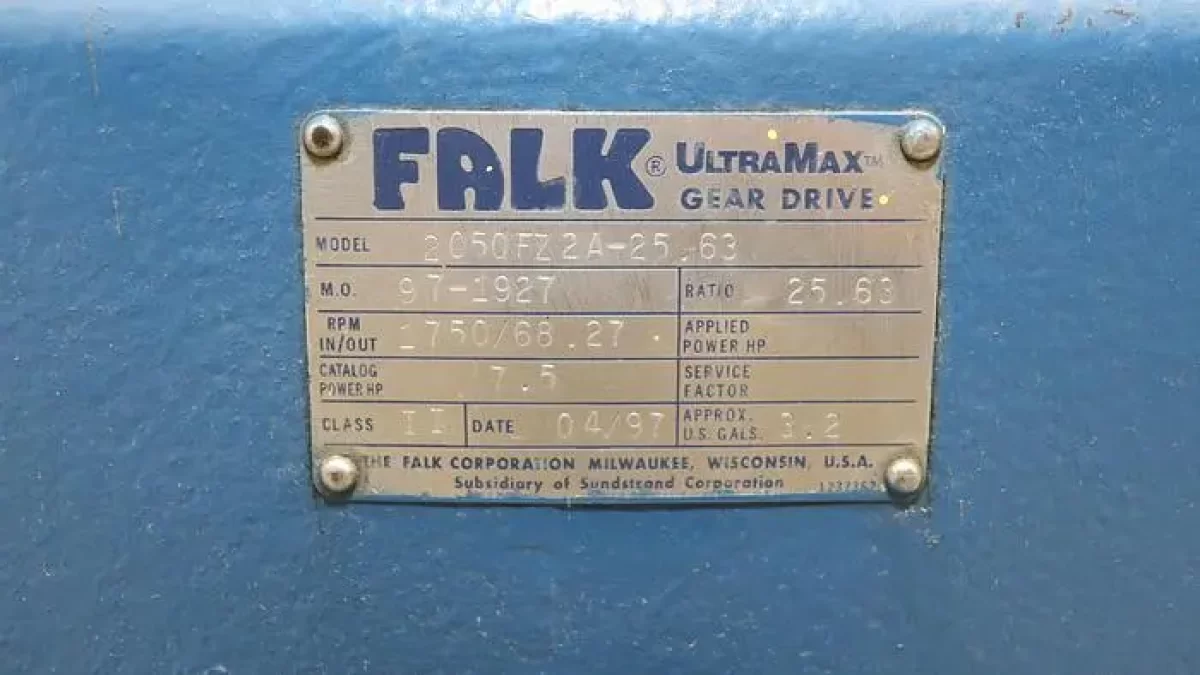 FALK® ULTRAMAX™
GEAR DRIVE
MODEL 2050FZ2A-25.63
M.O. 97-1927 RATIO 25.63
RPM IN/OUT 1750/68.27 APPLIED POWER HP
CATALOG POWER HP 7.5 SERVICE FACTOR
CLASS II DATE 04/97 APPROX. U.S. GALS. 3.2
THE FALK CORPORATION MILWAUKEE, WISCONSIN, U.S.A.
Subsidiary of Sundstrand Corporation